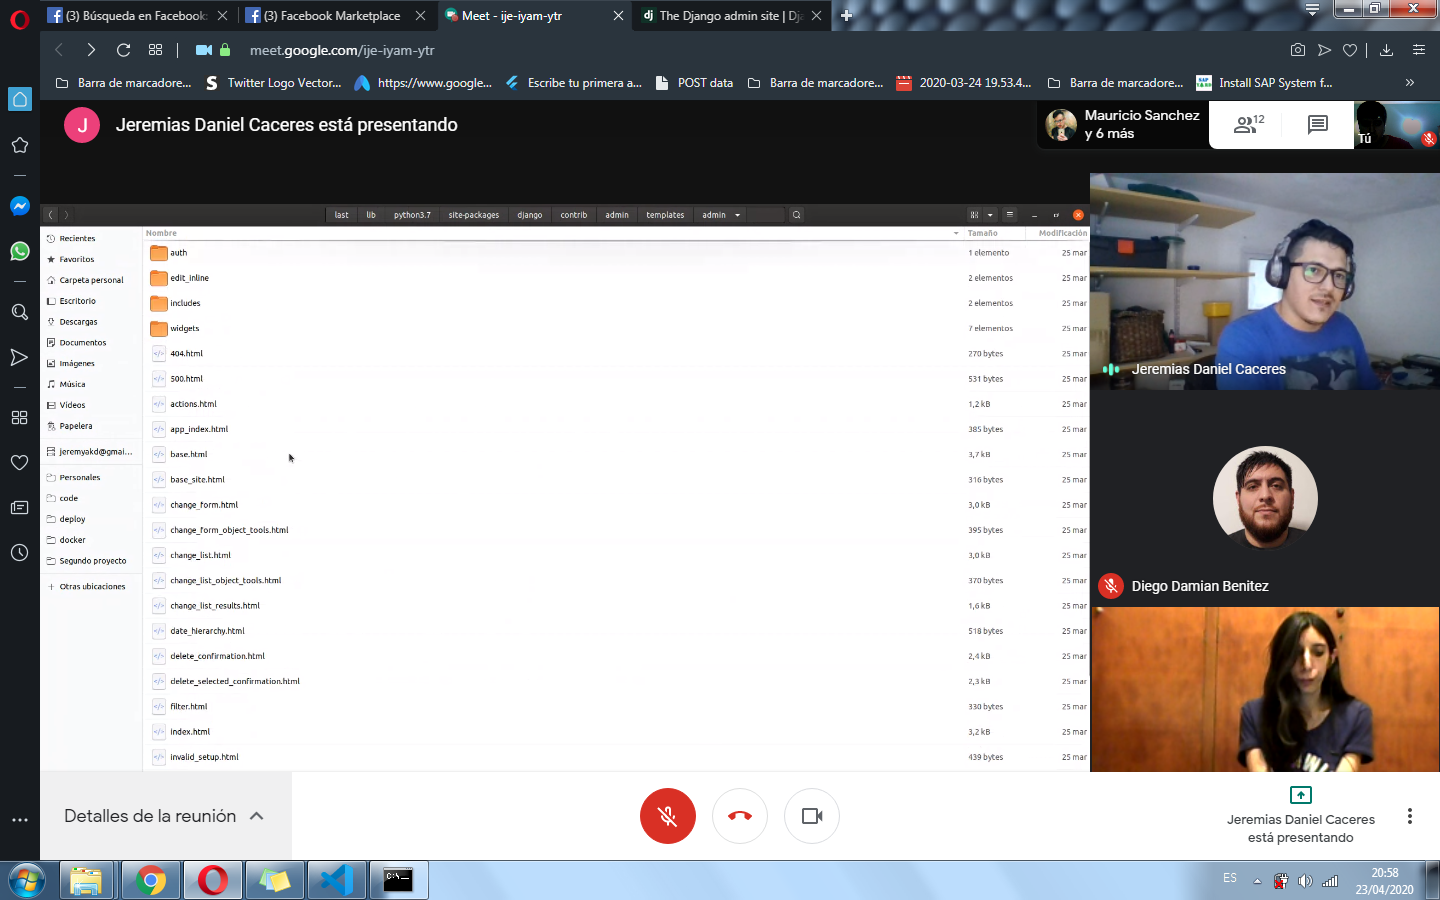 (3) Búsqueda en Facebook:
(3) Facebook Marketplace
Meet - ije-iyam-ytr
The Django admin site | Dja
meet.google.com/ije-iyam-ytr
Barra de marcadore...
Twitter Logo Vector...
https://www.google...
Escribe tu primera a...
POST data
Barra de marcadore...
2020-03-24 19.53.4...
Barra de marcadore...
Install SAP System f...
J
Jeremias Daniel Caceres está presentando
Mauricio Sanchez
y 6 más
12
Tú
last
lib
python3.7
site-packages
django
contrib
admin
templates
admin
Recientes
Favoritos
Carpeta personal
Escritorio
Descargas
Documentos
Imágenes
Música
Vídeos
Papelera
jeremyakd@gmai...
Personales
code
deploy
docker
Segundo proyecto
Otras ubicaciones
Nombre Tamaño Modificación
auth 1 elemento 25 mar
edit_inline 2 elementos 25 mar
includes 2 elementos 25 mar
widgets 7 elementos 25 mar
404.html 270 bytes 25 mar
500.html 531 bytes 25 mar
actions.html 1,2 kB 25 mar
app_index.html 385 bytes 25 mar
base.html 3,7 kB 25 mar
base_site.html 316 bytes 25 mar
change_form.html 3,0 kB 25 mar
change_form_object_tools.html 395 bytes 25 mar
change_list.html 3,0 kB 25 mar
change_list_object_tools.html 370 bytes 25 mar
change_list_results.html 1,6 kB 25 mar
date_hierarchy.html 518 bytes 25 mar
delete_confirmation.html 2,4 kB 25 mar
delete_selected_confirmation.html 2,3 kB 25 mar
filter.html 330 bytes 25 mar
index.html 3,2 kB 25 mar
invalid_setup.html 439 bytes 25 mar
Jeremias Daniel Caceres
Diego Damian Benitez
Detalles de la reunión
Jeremias Daniel Caceres
está presentando
ES
20:58
23/04/2020